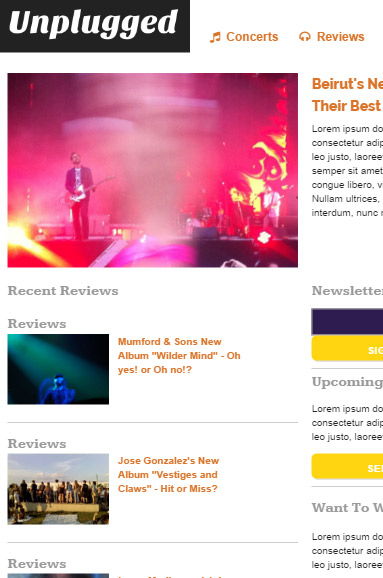 Unplugged
Concerts
Reviews
Beirut's
Their Best
Lorem ipsum do
consectetur adip
leo justo, laoree
semper sit amet
congue libero, v
Nullam ultrices,
interdum, nunc
Recent Reviews
Reviews
Mumford & Sons New
Album "Wilder Mind" - Oh
yes! or Oh no!?
Reviews
Jose Gonzalez's New
Album "Vestiges and
Claws" - Hit or Miss?
Reviews
Newsletter
SIG
Upcoming
Lorem ipsum do
consectetur adip
leo justo, laoree
SE
Want To W
Lorem ipsum do
consectetur adip
leo justo, laoree